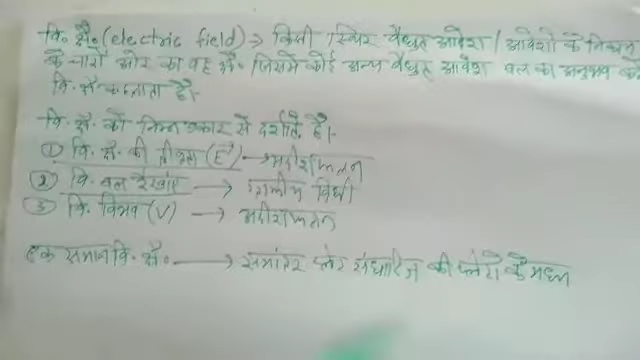 वि. क्षै. (electric field) → किसी स्थिर वैधुत आवेश / आवेशो के निकाय
के चारो ओर का वह क्षै. जिसमे कोई अन्य वैधुत आवेश बल का अनुभव करे
वि. क्षै कहलाता है।
वि. क्षै. को निम्न प्रकार से दर्शाते है।
① वि. क्षै. की तीव्रता (E) → सदीश
② वि. बल रेखाएं → ग्राफीय विधी
③ वि. विभव (V) → अदीश
एक समान वि. क्षै. → समांतर प्लेट संधारित्र की प्लेटो के मध्य